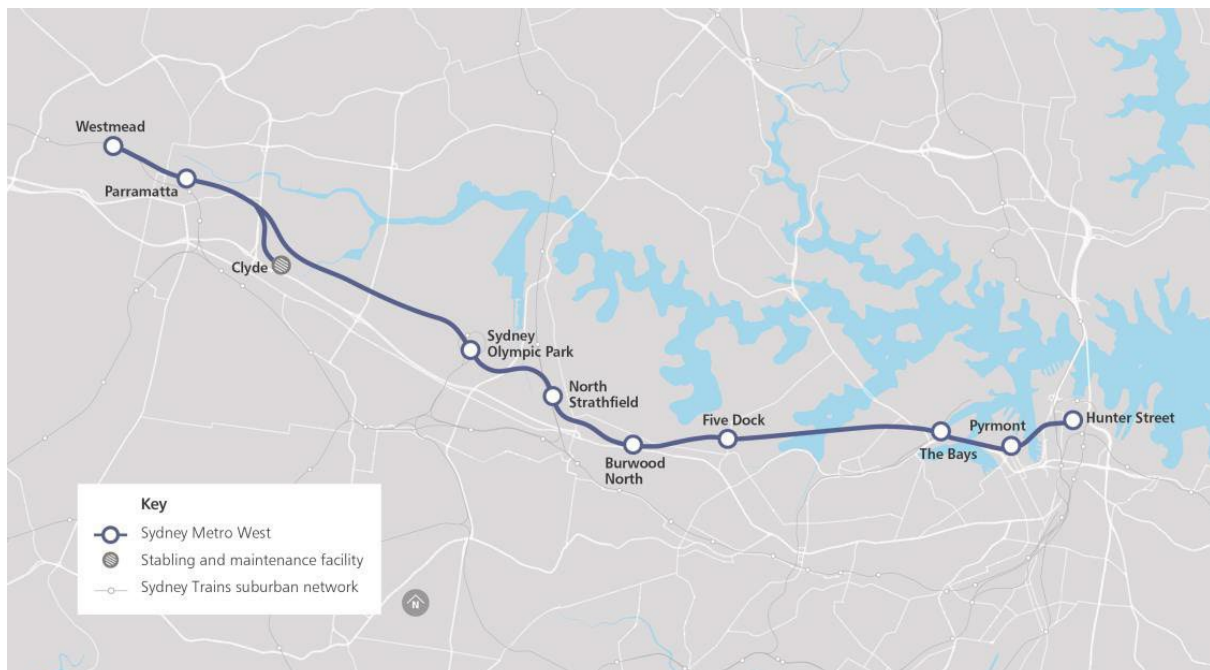 Westmead
Parramatta
Clyde
Sydney
Olympic Park
North
Strathfield
Burwood
North
Five Dock
The Bays
Pyrmont
Hunter Street
Key
Sydney Metro West
Stabling and maintenance facility
Sydney Trains suburban network
N